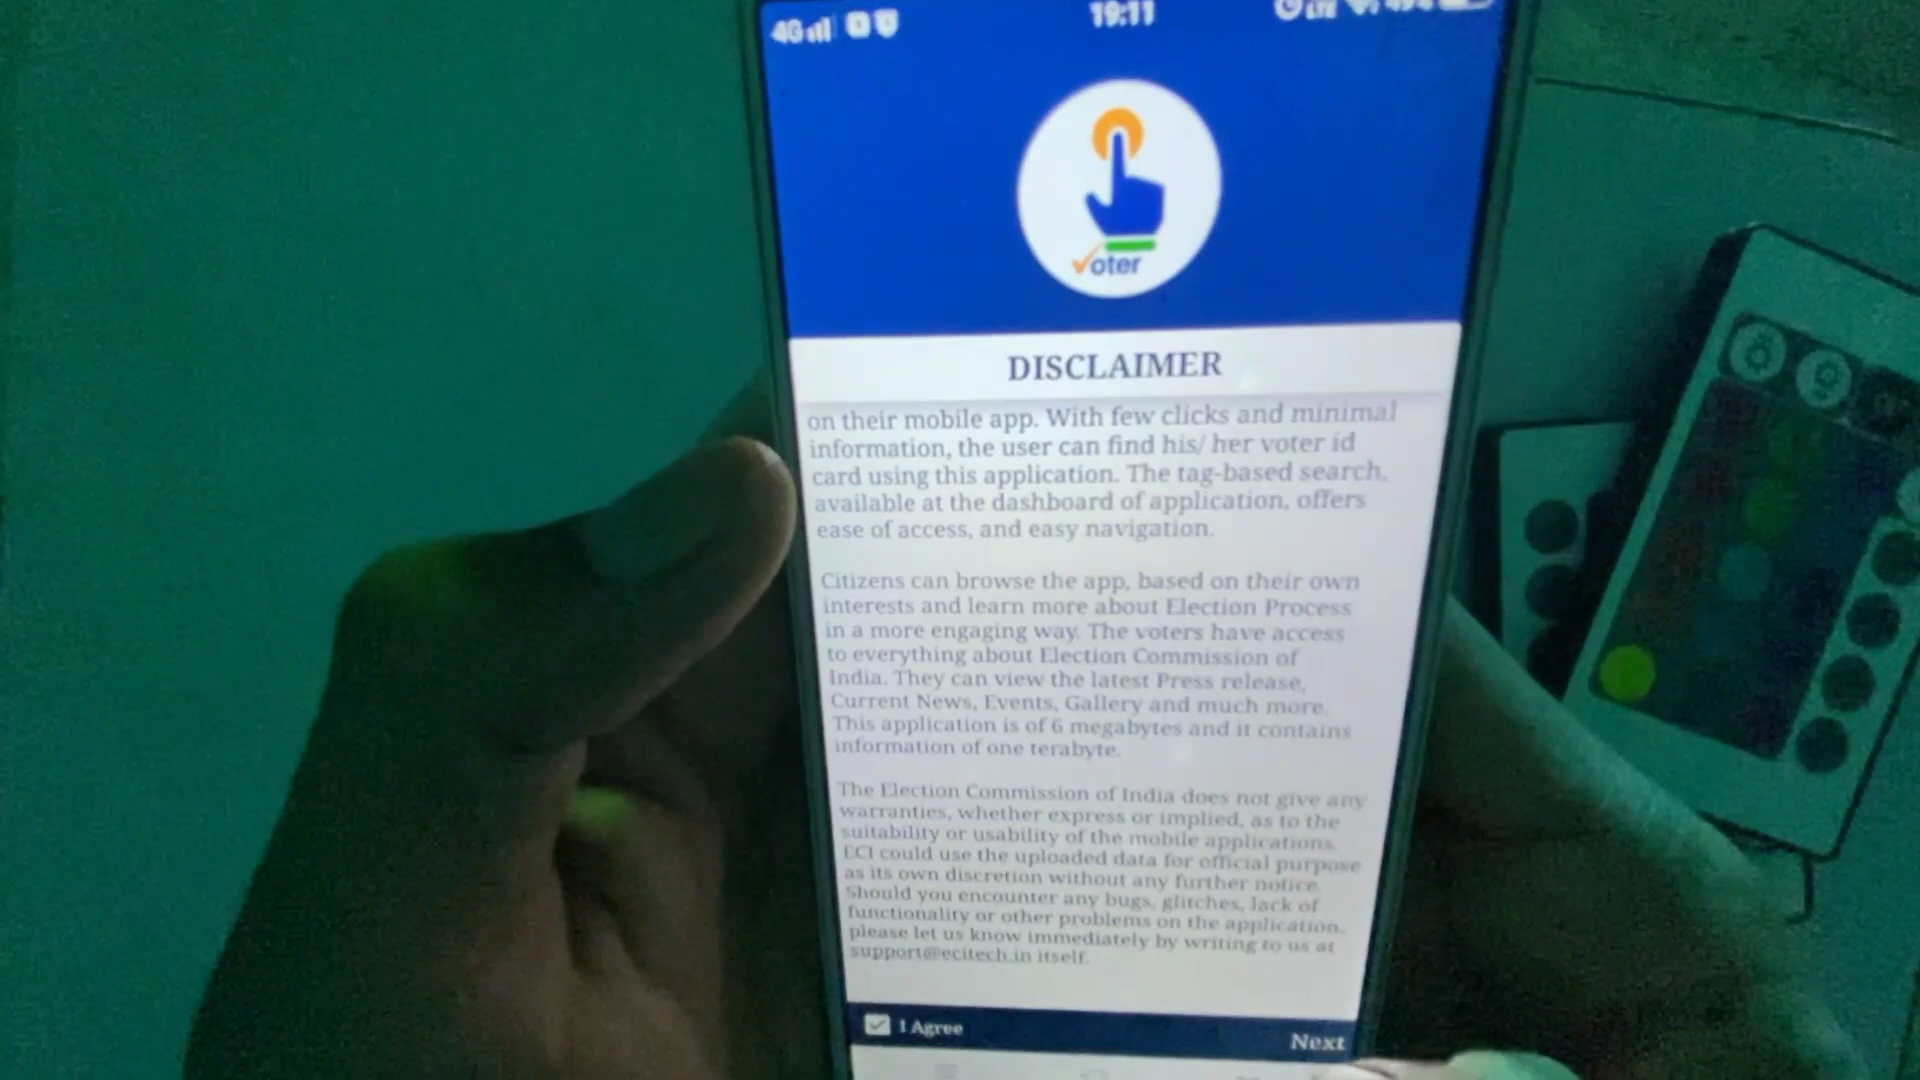 4G
19:11
LTE
oter
DISCLAIMER
on their mobile app. With few clicks and minimal
information, the user can find his/ her voter id
card using this application. The tag-based search,
available at the dashboard of application, offers
ease of access, and easy navigation.
Citizens can browse the app, based on their own
interests and learn more about Election Process
in a more engaging way. The voters have access
to everything about Election Commission of
India. They can view the latest Press release,
Current News, Events, Gallery and much more.
This application is of 6 megabytes and it contains
information of one terabyte.
The Election Commission of India does not give any
warranties, whether express or implied, as to the
suitability or usability of the mobile applications.
ECI could use the uploaded data for official purpose
as its own discretion without any further notice.
Should you encounter any bugs, glitches, lack of
functionality or other problems on the application,
please let us know immediately by writing to us at
support@ecitech.in itself.
I Agree
Next